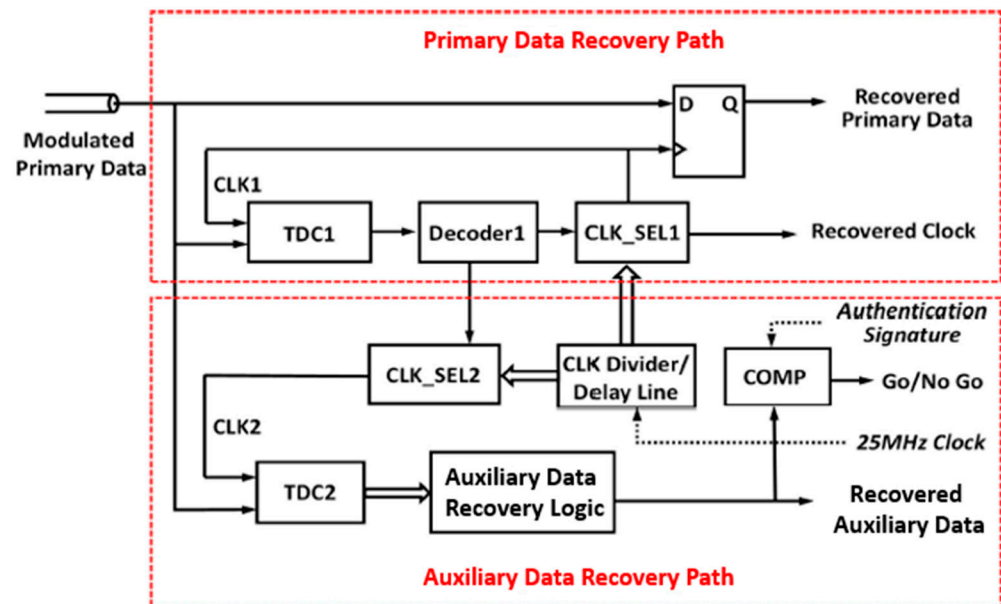 Primary Data Recovery Path
Modulated
Primary Data
D Q
Recovered
Primary Data
CLK1
TDC1
Decoder1
CLK_SEL1
Recovered Clock
Authentication
Signature
CLK_SEL2
CLK Divider/
Delay Line
COMP
Go/No Go
CLK2
25MHz Clock
TDC2
Auxiliary Data
Recovery Logic
Recovered
Auxiliary Data
Auxiliary Data Recovery Path